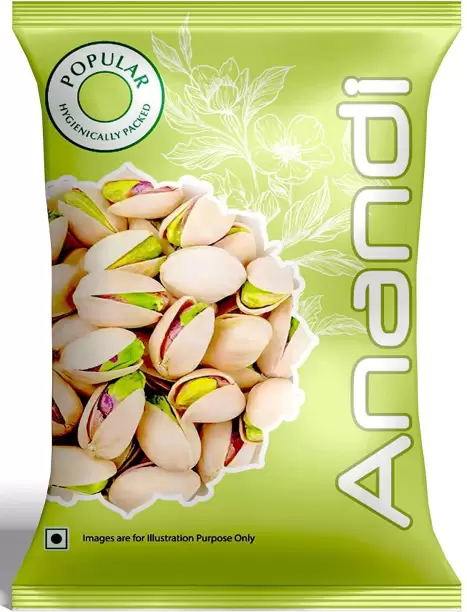 POPULAR
HYGIENICALLY PACKED
Anandi
Images are for Illustration Purpose Only